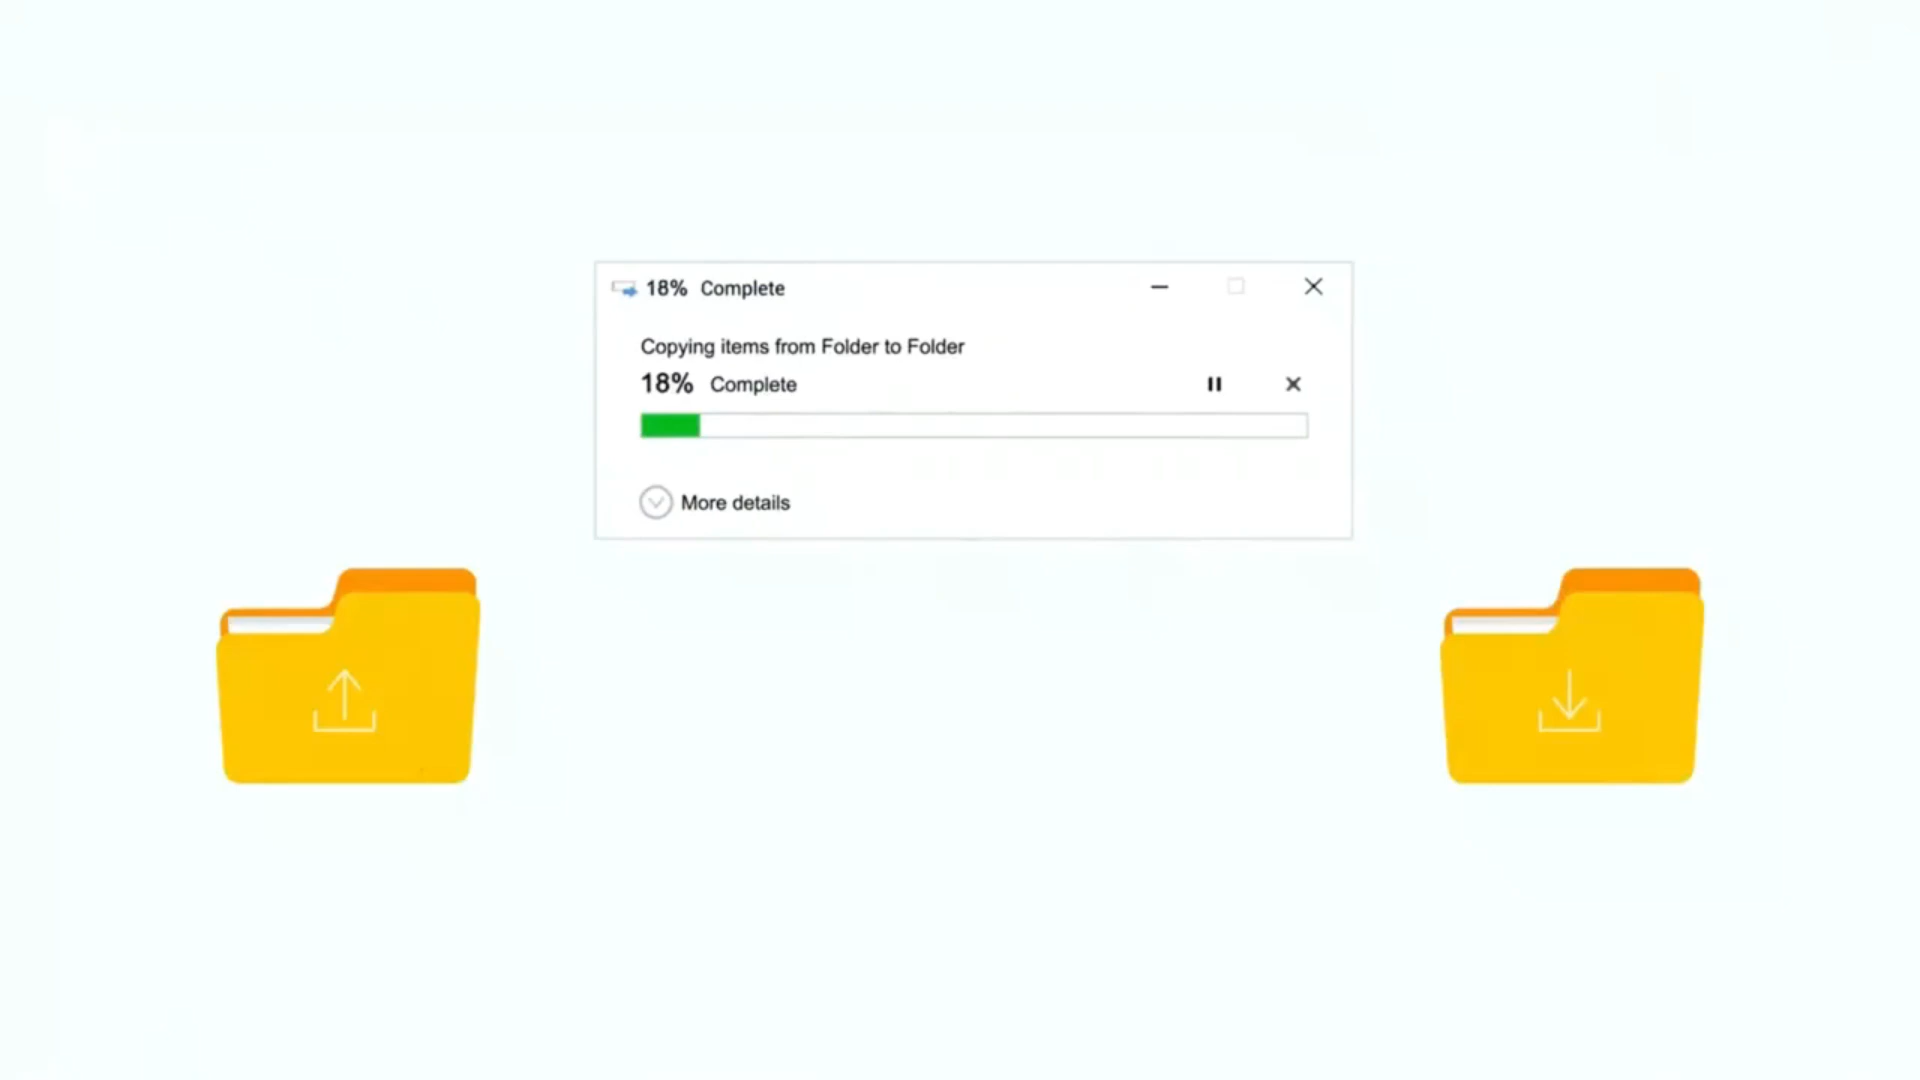 18% Complete
Copying items from Folder to Folder
18% Complete
More details